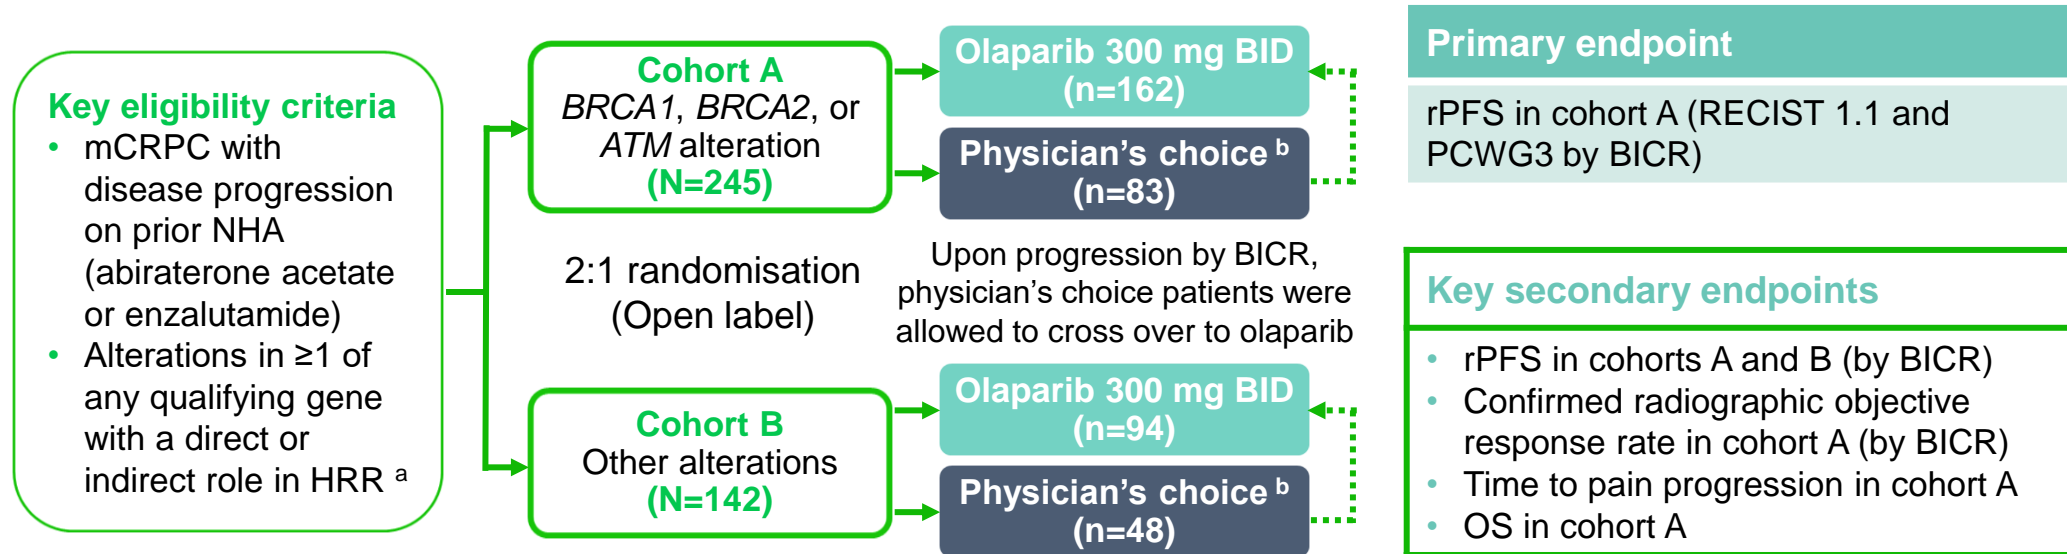 Key eligibility criteria
• mCRPC with
disease progression
on prior NHA
(abiraterone acetate
or enzalutamide)
• Alterations in ≥1 of
any qualifying gene
with a direct or
indirect role in HRR a
Cohort A
BRCA1, BRCA2, or
ATM alteration
(N=245)
2:1 randomisation
(Open label)
Cohort B
Other alterations
(N=142)
Olaparib 300 mg BID
(n=162)
Physician's choice b
(n=83)
Upon progression by BICR,
physician's choice patients were
allowed to cross over to olaparib
Olaparib 300 mg BID
(n=94)
Physician's choice b
(n=48)
Primary endpoint
rPFS in cohort A (RECIST 1.1 and
PCWG3 by BICR)
Key secondary endpoints
• rPFS in cohorts A and B (by BICR)
• Confirmed radiographic objective
response rate in cohort A (by BICR)
• Time to pain progression in cohort A
• OS in cohort A